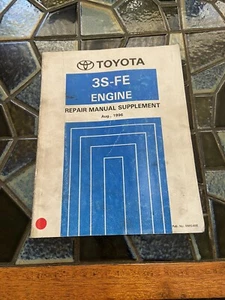 TOYOTA
3S-FE
ENGINE
REPAIR MANUAL SUPPLEMENT